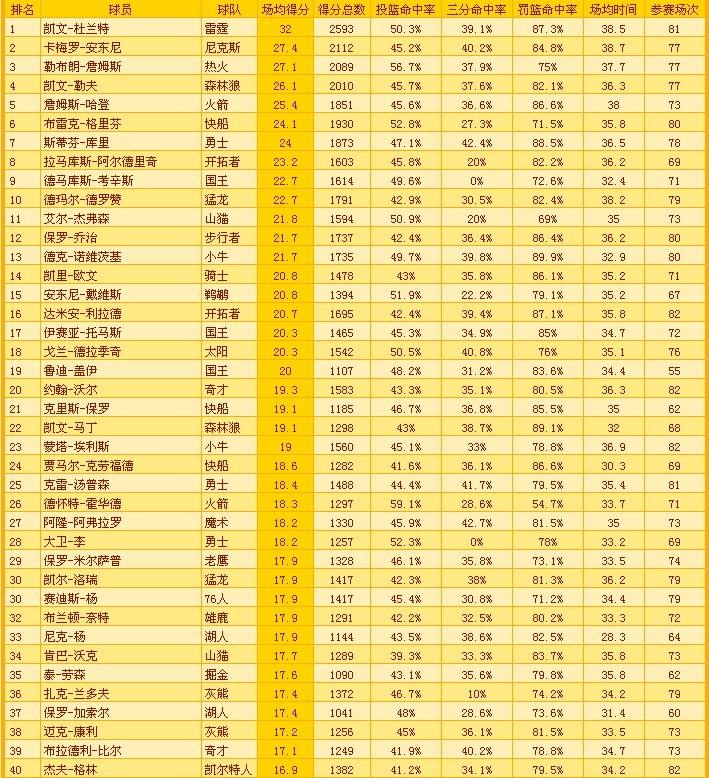 排名 球员 球队 场均得分 得分总数 投篮命中率 三分命中率 罚篮命中率 场均时间 参赛场次
1 凯文-杜兰特 雷霆 32 2593 50.3% 39.1% 87.3% 38.5 81
2 卡梅罗-安东尼 尼克斯 27.4 2112 45.2% 40.2% 84.8% 38.7 77
3 勒布朗-詹姆斯 热火 27.1 2089 56.7% 37.9% 75% 37.7 77
4 凯文-勒夫 森林狼 26.1 2010 45.7% 37.6% 82.1% 36.3 77
5 詹姆斯-哈登 火箭 25.4 1851 45.6% 36.6% 86.6% 38 73
6 布雷克-格里芬 快船 24.1 1930 52.8% 27.3% 71.5% 35.8 80
7 斯蒂芬-库里 勇士 24 1873 47.1% 42.4% 88.5% 36.5 78
8 拉马库斯-阿尔德里奇 开拓者 23.2 1603 45.8% 20% 82.2% 36.2 69
9 德马库斯-考辛斯 国王 22.7 1614 49.6% 0% 72.6% 32.4 71
10 德玛尔-德罗赞 猛龙 22.7 1791 42.9% 30.5% 82.4% 38.2 79
11 艾尔-杰弗森 山猫 21.8 1594 50.9% 20% 69% 35 73
12 保罗-乔治 步行者 21.7 1737 42.4% 36.4% 86.4% 36.2 80
13 德克-诺维茨基 小牛 21.7 1735 49.7% 39.8% 89.9% 32.9 80
14 凯里-欧文 骑士 20.8 1478 43% 35.8% 86.1% 35.2 71
15 安东尼-戴维斯 鹈鹕 20.8 1394 51.9% 22.2% 79.1% 35.2 67
16 达米安-利拉德 开拓者 20.7 1695 42.4% 39.4% 87.1% 35.8 82
17 伊赛亚-托马斯 国王 20.3 1465 45.3% 34.9% 85% 34.7 72
18 戈兰-德拉季奇 太阳 20.3 1542 50.5% 40.8% 76% 35.1 76
19 鲁迪-盖伊 国王 20 1100 48.2% 31.2% 83.6% 34.4 55
20 约翰-沃尔 奇才 19.3 1583 43.3% 35.1% 80.5% 36.3 82
21 克里斯-保罗 快船 19.1 1185 46.7% 36.8% 85.5% 35 62
22 凯文-马丁 森林狼 19.1 1298 43% 38.7% 89.1% 32 68
23 蒙塔-埃利斯 小牛 19 1560 45.1% 33% 78.8% 36.9 82
24 贾马尔-克劳福德 快船 18.6 1282 41.6% 36.1% 86.6% 30.3 69
25 克雷-汤普森 勇士 18.4 1488 44.4% 41.7% 79.5% 35.4 81
26 德怀特-霍华德 火箭 18.3 1297 59.1% 28.6% 54.7% 33.7 71
27 阿隆-阿弗拉罗 魔术 18.2 1330 45.9% 42.7% 81.5% 35 73
28 大卫-李 勇士 18.2 1257 52.3% 0% 78% 33.2 69
29 保罗-米尔萨普 老鹰 17.9 1328 46.1% 35.8% 73.1% 33.5 74
30 凯尔-洛瑞 猛龙 17.9 1417 42.3% 38% 81.3% 36.2 79
30 赛迪斯-杨 76人 17.9 1417 45.4% 30.8% 71.2% 34.4 79
32 布兰顿-奈特 雄鹿 17.9 1291 42.2% 32.5% 80.2% 33.3 72
33 尼克-杨 湖人 17.9 1144 43.5% 38.6% 82.5% 28.3 64
34 肯巴-沃克 山猫 17.7 1289 39.3% 33.3% 83.7% 35.8 73
35 泰-劳森 掘金 17.6 1090 43.1% 35.6% 79.8% 35.8 62
36 扎克-兰多夫 灰熊 17.4 1372 46.7% 10% 74.2% 34.2 79
37 保罗-加索尔 湖人 17.4 1041 48% 28.6% 73.6% 31.4 60
38 迈克-康利 灰熊 17.2 1256 45% 36.1% 81.5% 33.5 73
39 布拉德利-比尔 奇才 17.1 1249 41.9% 40.2% 78.8% 34.7 73
40 杰夫-格林 凯尔特人 16.9 1382 41.2% 34.1% 79.5% 34.2 82